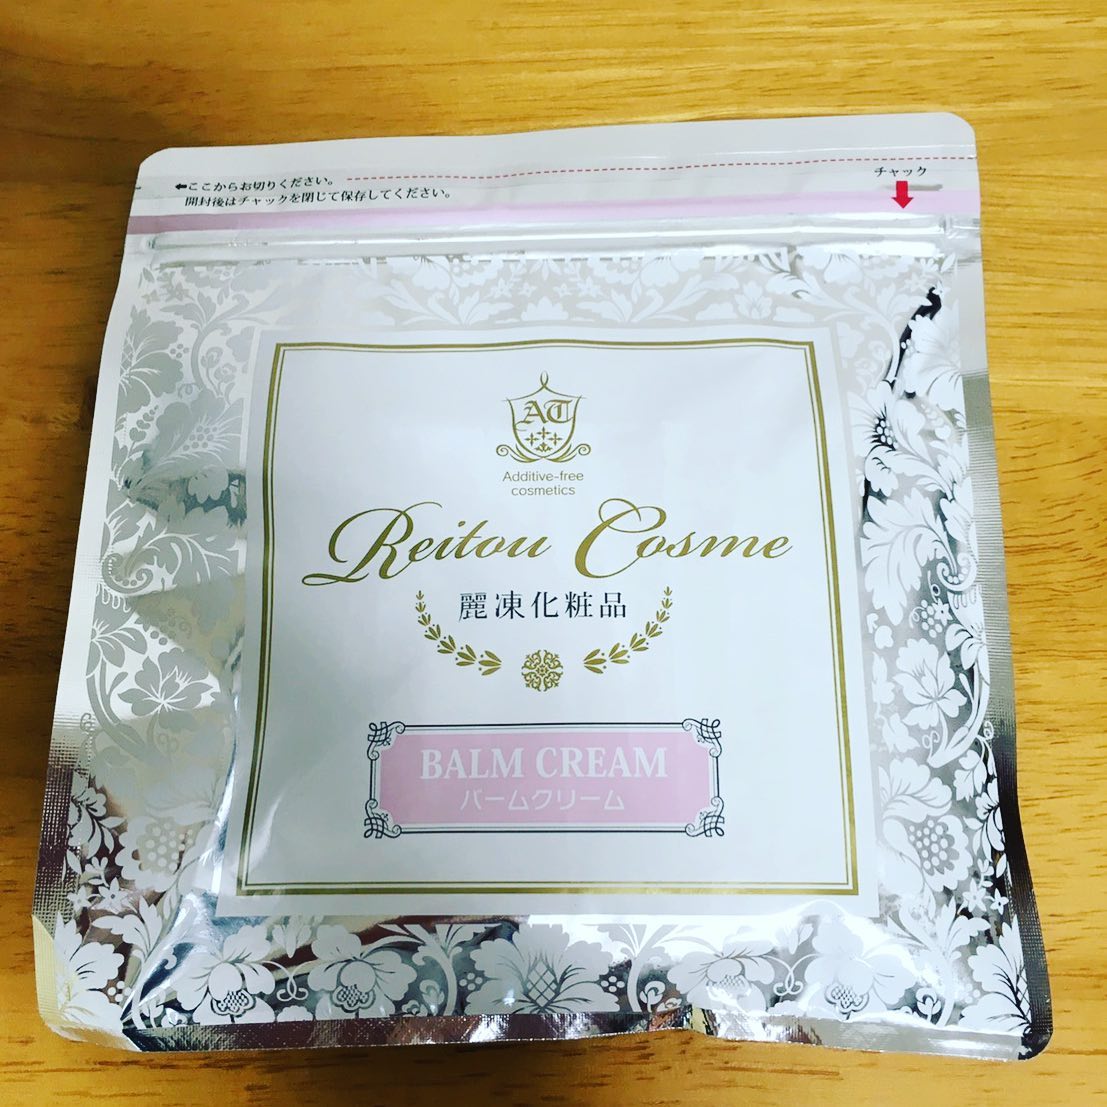 ⬅ここからお切りください。
開封後はチャックを閉じて保存してください。
チャック
AT
Additive-free
cosmetics
Reitou Cosme
麗凍化粧品
BALM CREAM
バームクリーム